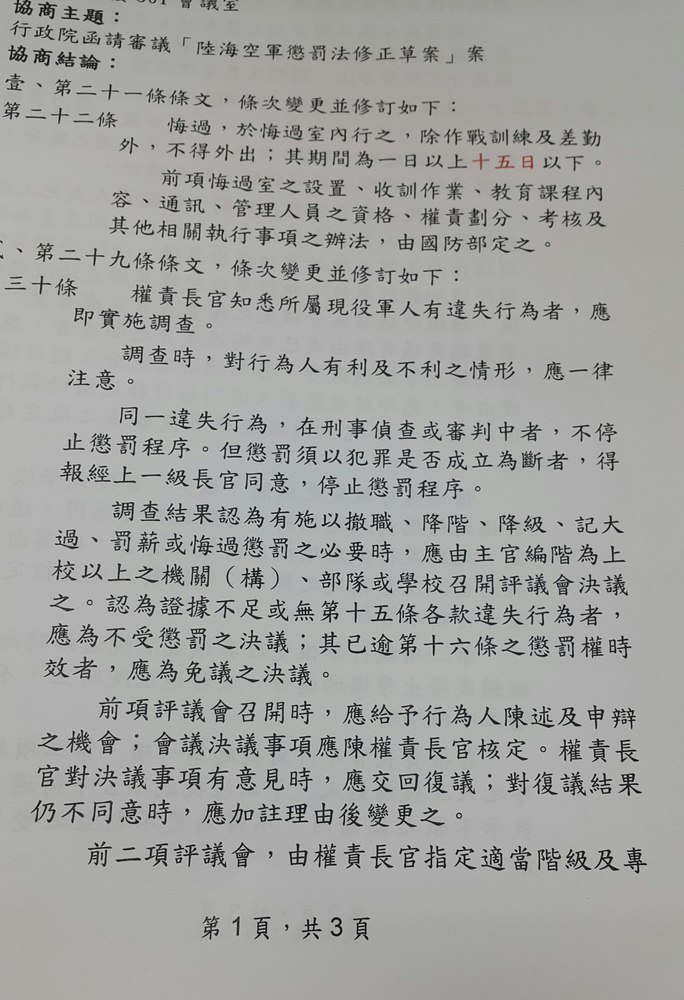 301 會議室
協商主題：
行政院函請審議「陸海空軍懲罰法修正草案」案
協商結論：
壹、第二十一條條文，條次變更並修訂如下：
第二十二條　悔過，於悔過室內行之，除作戰訓練及差勤
外，不得外出；其期間為一日以上十五日以下。
前項悔過室之設置、收訓作業、教育課程內
容、通訊、管理人員之資格、權責劃分、考核及
其他相關執行事項之辦法，由國防部定之。
、第二十九條條文，條次變更並修訂如下：
三十條　權責長官知悉所屬現役軍人有違失行為者，應
即實施調查。
調查時，對行為人有利及不利之情形，應一律
注意。
同一違失行為，在刑事偵查或審判中者，不停
止懲罰程序。但懲罰須以犯罪是否成立為斷者，得
報經上一級長官同意，停止懲罰程序。
調查結果認為有施以撤職、降階、降級、記大
過、罰薪或悔過懲罰之必要時，應由主官編階為上
校以上之機關（構）、部隊或學校召開評議會決議
之。認為證據不足或無第十五條各款違失行為者，
應為不受懲罰之決議；其已逾第十六條之懲罰權時
效者，應為免議之決議。
前項評議會召開時，應給予行為人陳述及申辯
之機會；會議決議事項應陳權責長官核定。權責長
官對決議事項有意見時，應交回復議；對復議結果
仍不同意時，應加註理由後變更之。
前二項評議會，由權責長官指定適當階級及專
第1頁，共3頁